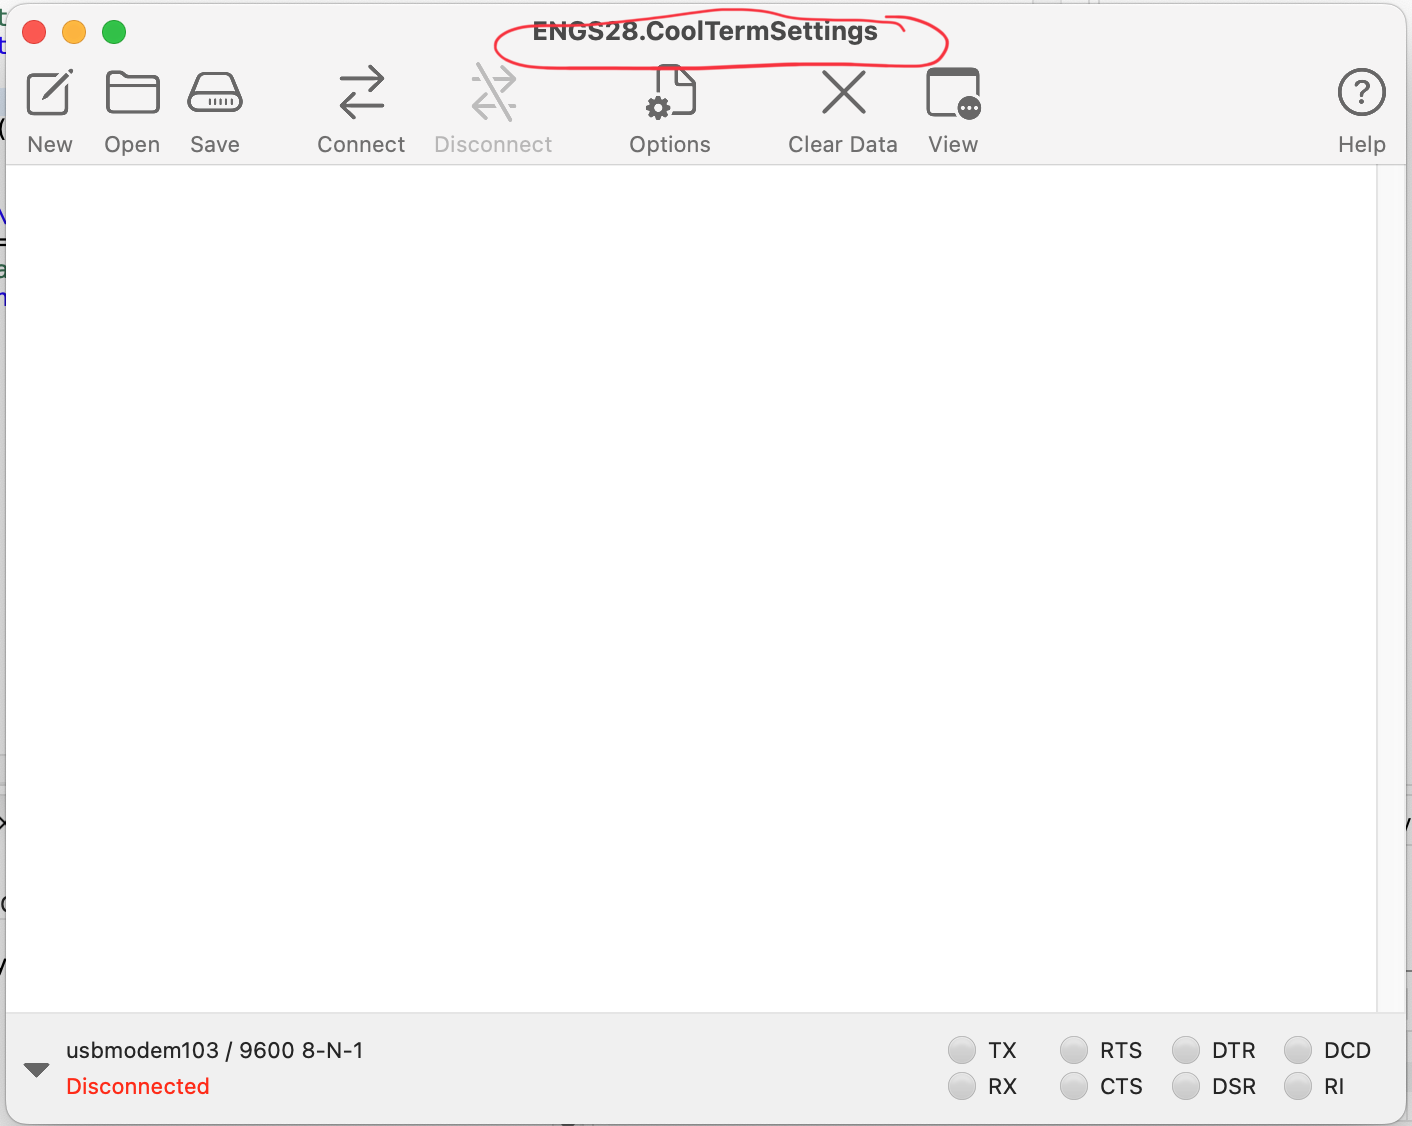 ENGS28.CoolTermSettings
New Open Save Connect Disconnect Options Clear Data View Help
usbmodem103 / 9600 8-N-1
Disconnected
TX RTS DTR DCD
RX CTS DSR RI